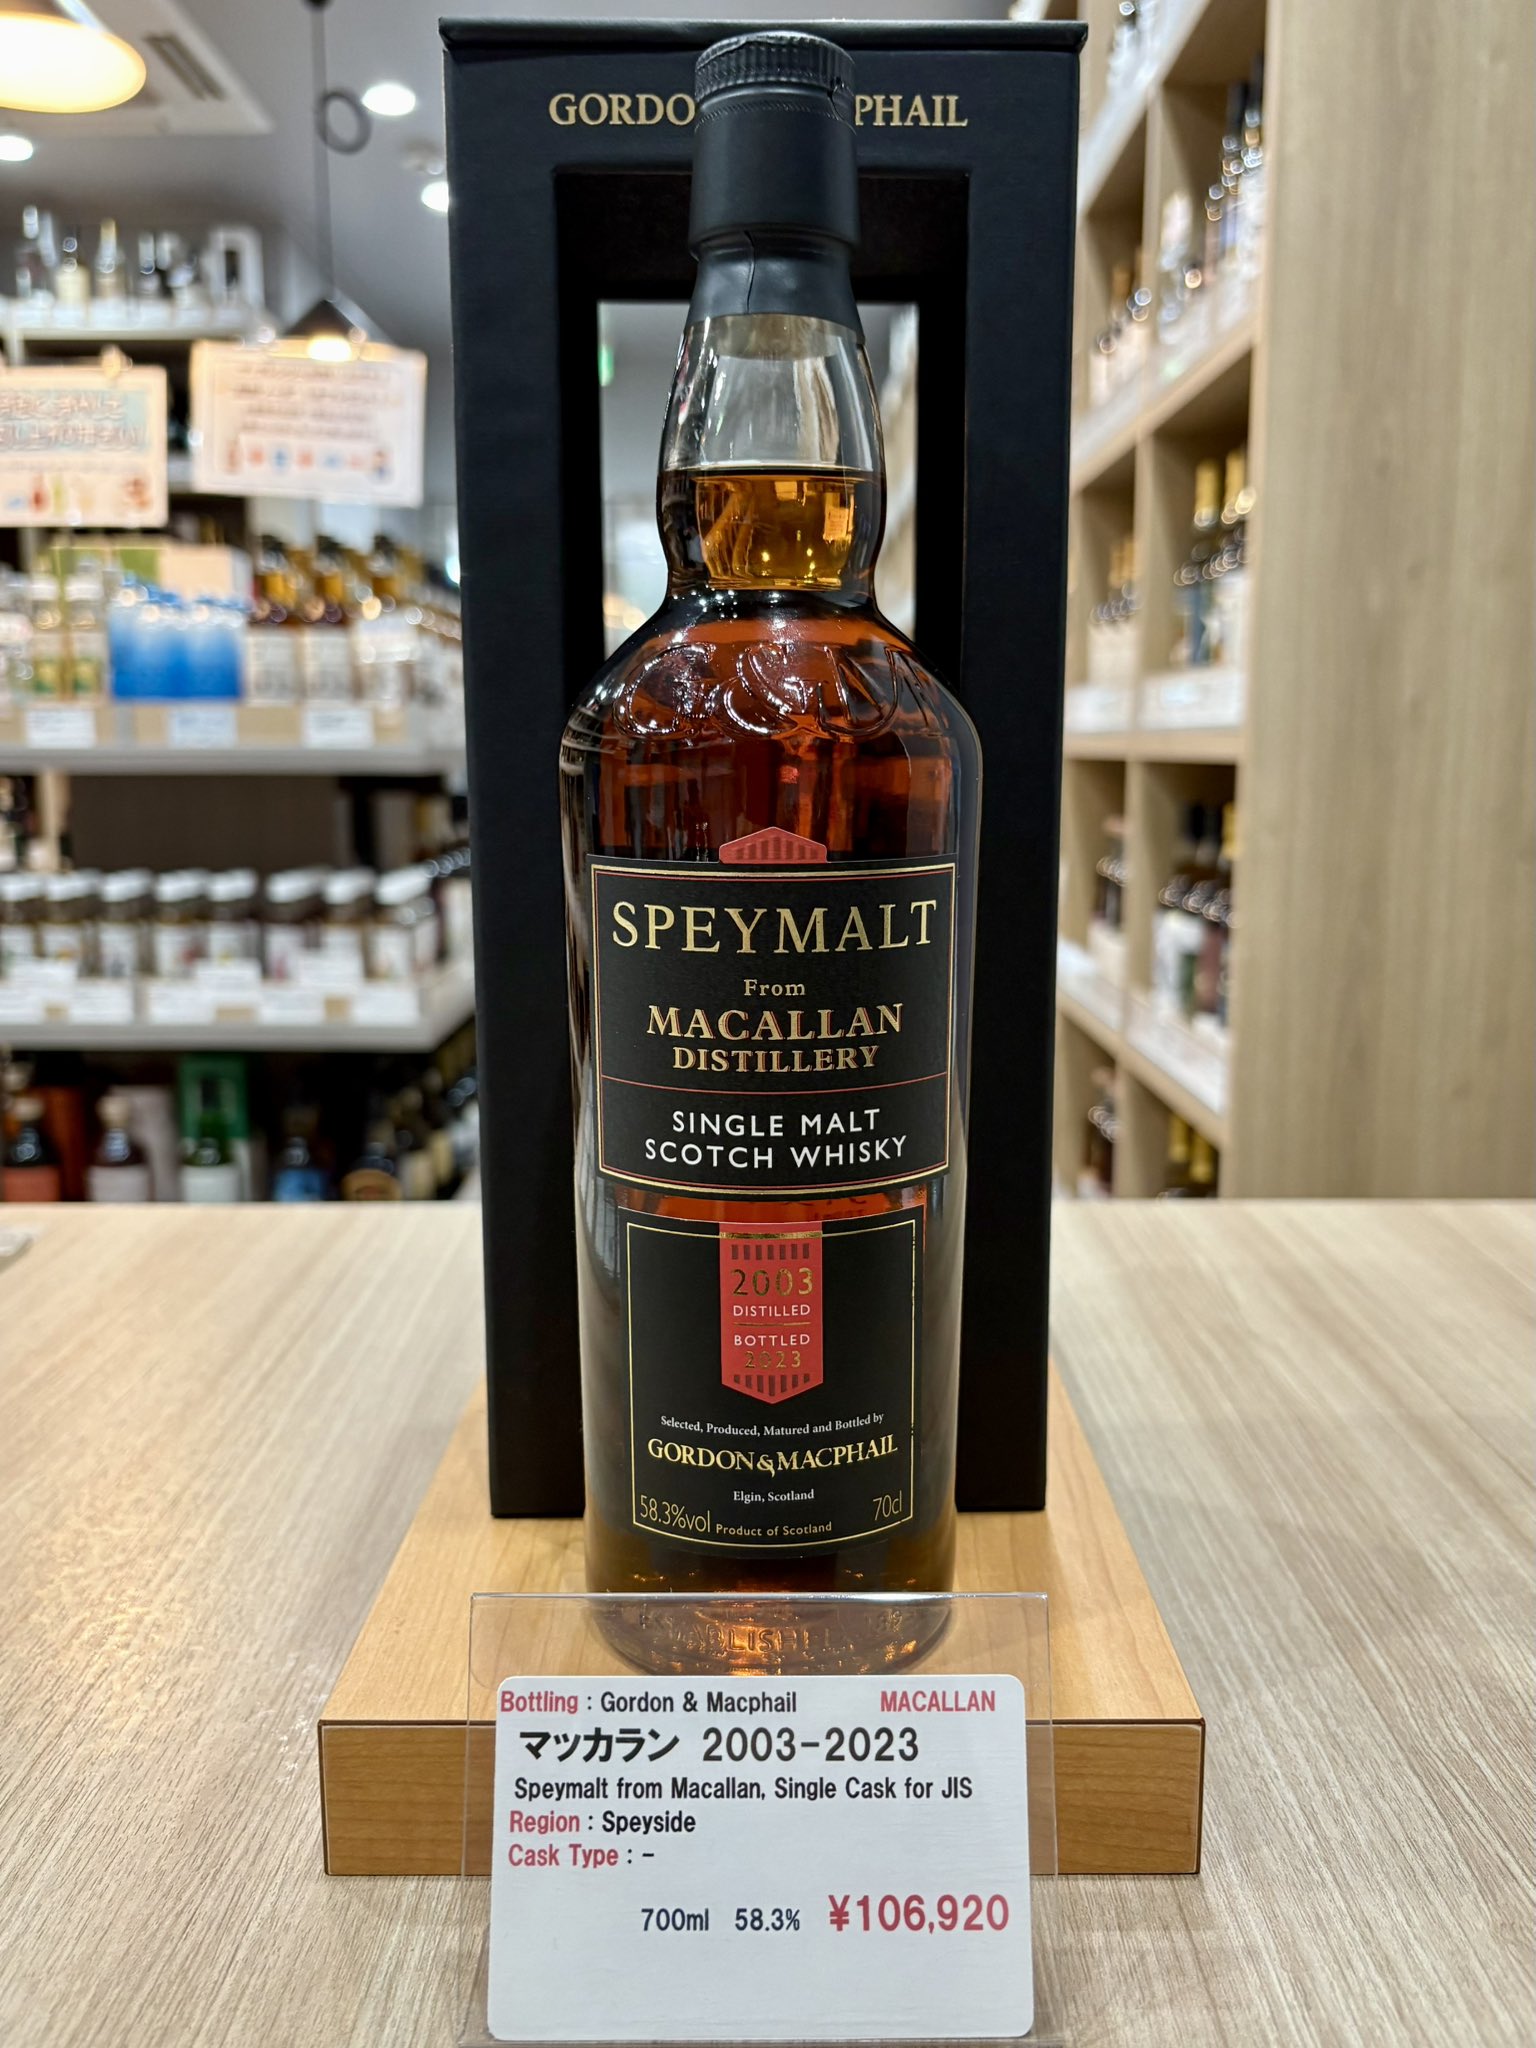 GORDO PHAIL
G&M
SPEYMALT
From
MACALLAN
DISTILLERY
SINGLE MALT
SCOTCH WHISKY
2003
DISTILLED
BOTTLED
2023
Selected, Produced, Matured and Bottled by
GORDON & MACPHAIL
Elgin, Scotland
58.3%vol Product of Scotland 70cl
Bottling : Gordon & Macphail MACALLAN
マッカラン 2003-2023
Speymalt from Macallan, Single Cask for JIS
Region : Speyside
Cask Type : -
700ml 58.3% ¥106,920